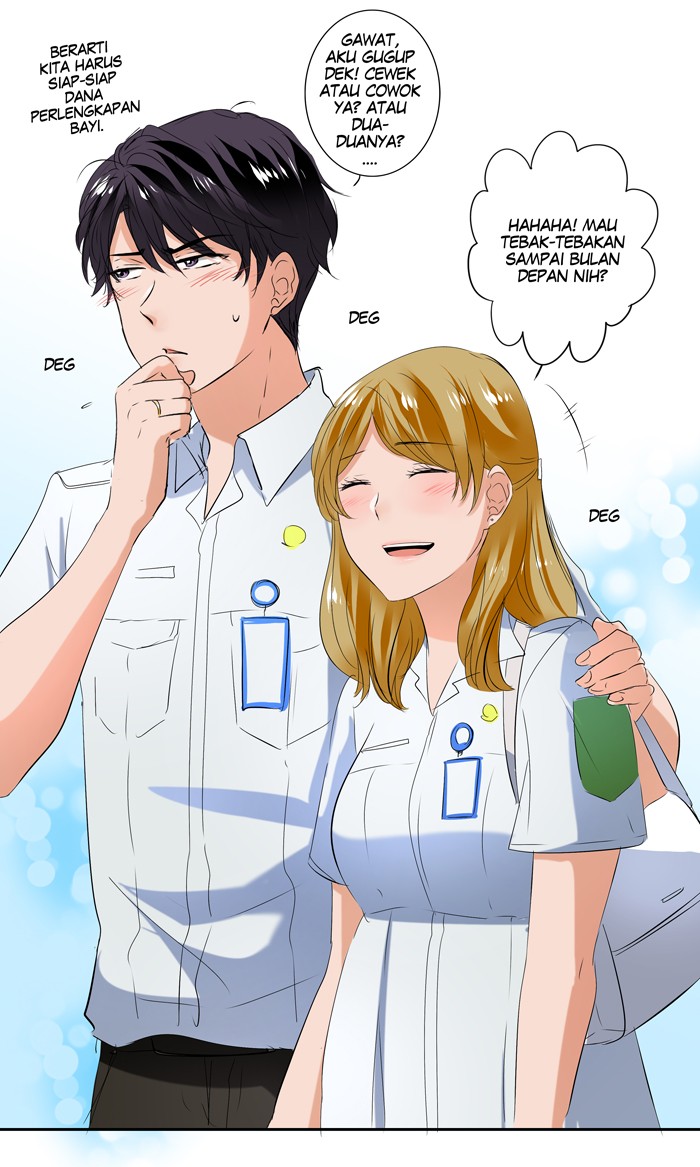 BERARTI
KITA HARUS
SIAP-SIAP
DANA
PERLENGKAPAN
BAYI.
GAWAT,
AKU GUGUP
DEK! CEWEK
ATAU COWOK
YA? ATAU
DUA-
DUANYA?
....
HAHAHA! MAU
TEBAK-TEBAKAN
SAMPAI BULAN
DEPAN NIH?
DEG
DEG
DEG